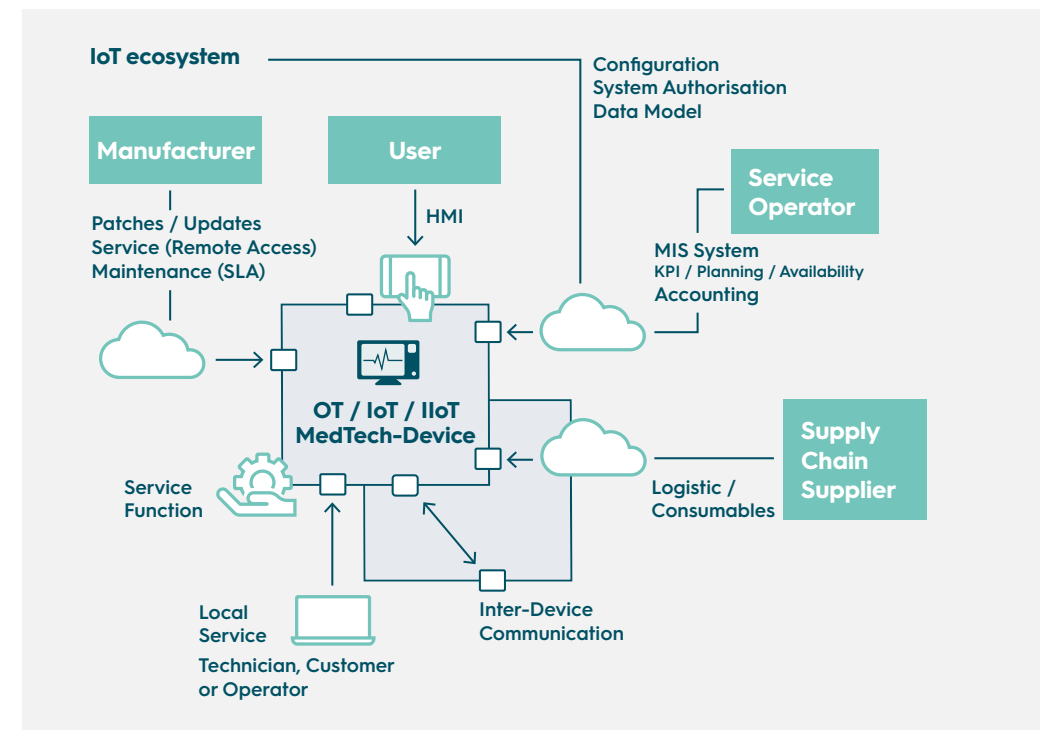 IoT ecosystem
Configuration
System Authorisation
Data Model
Manufacturer
User
Service
Operator
HMI
Patches / Updates
Service (Remote Access)
Maintenance (SLA)
MIS System
KPI / Planning / Availability
Accounting
OT / IoT / IIoT
MedTech-Device
Supply
Chain
Supplier
Service
Function
Logistic /
Consumables
Local
Service
Technician, Customer
or Operator
Inter-Device
Communication